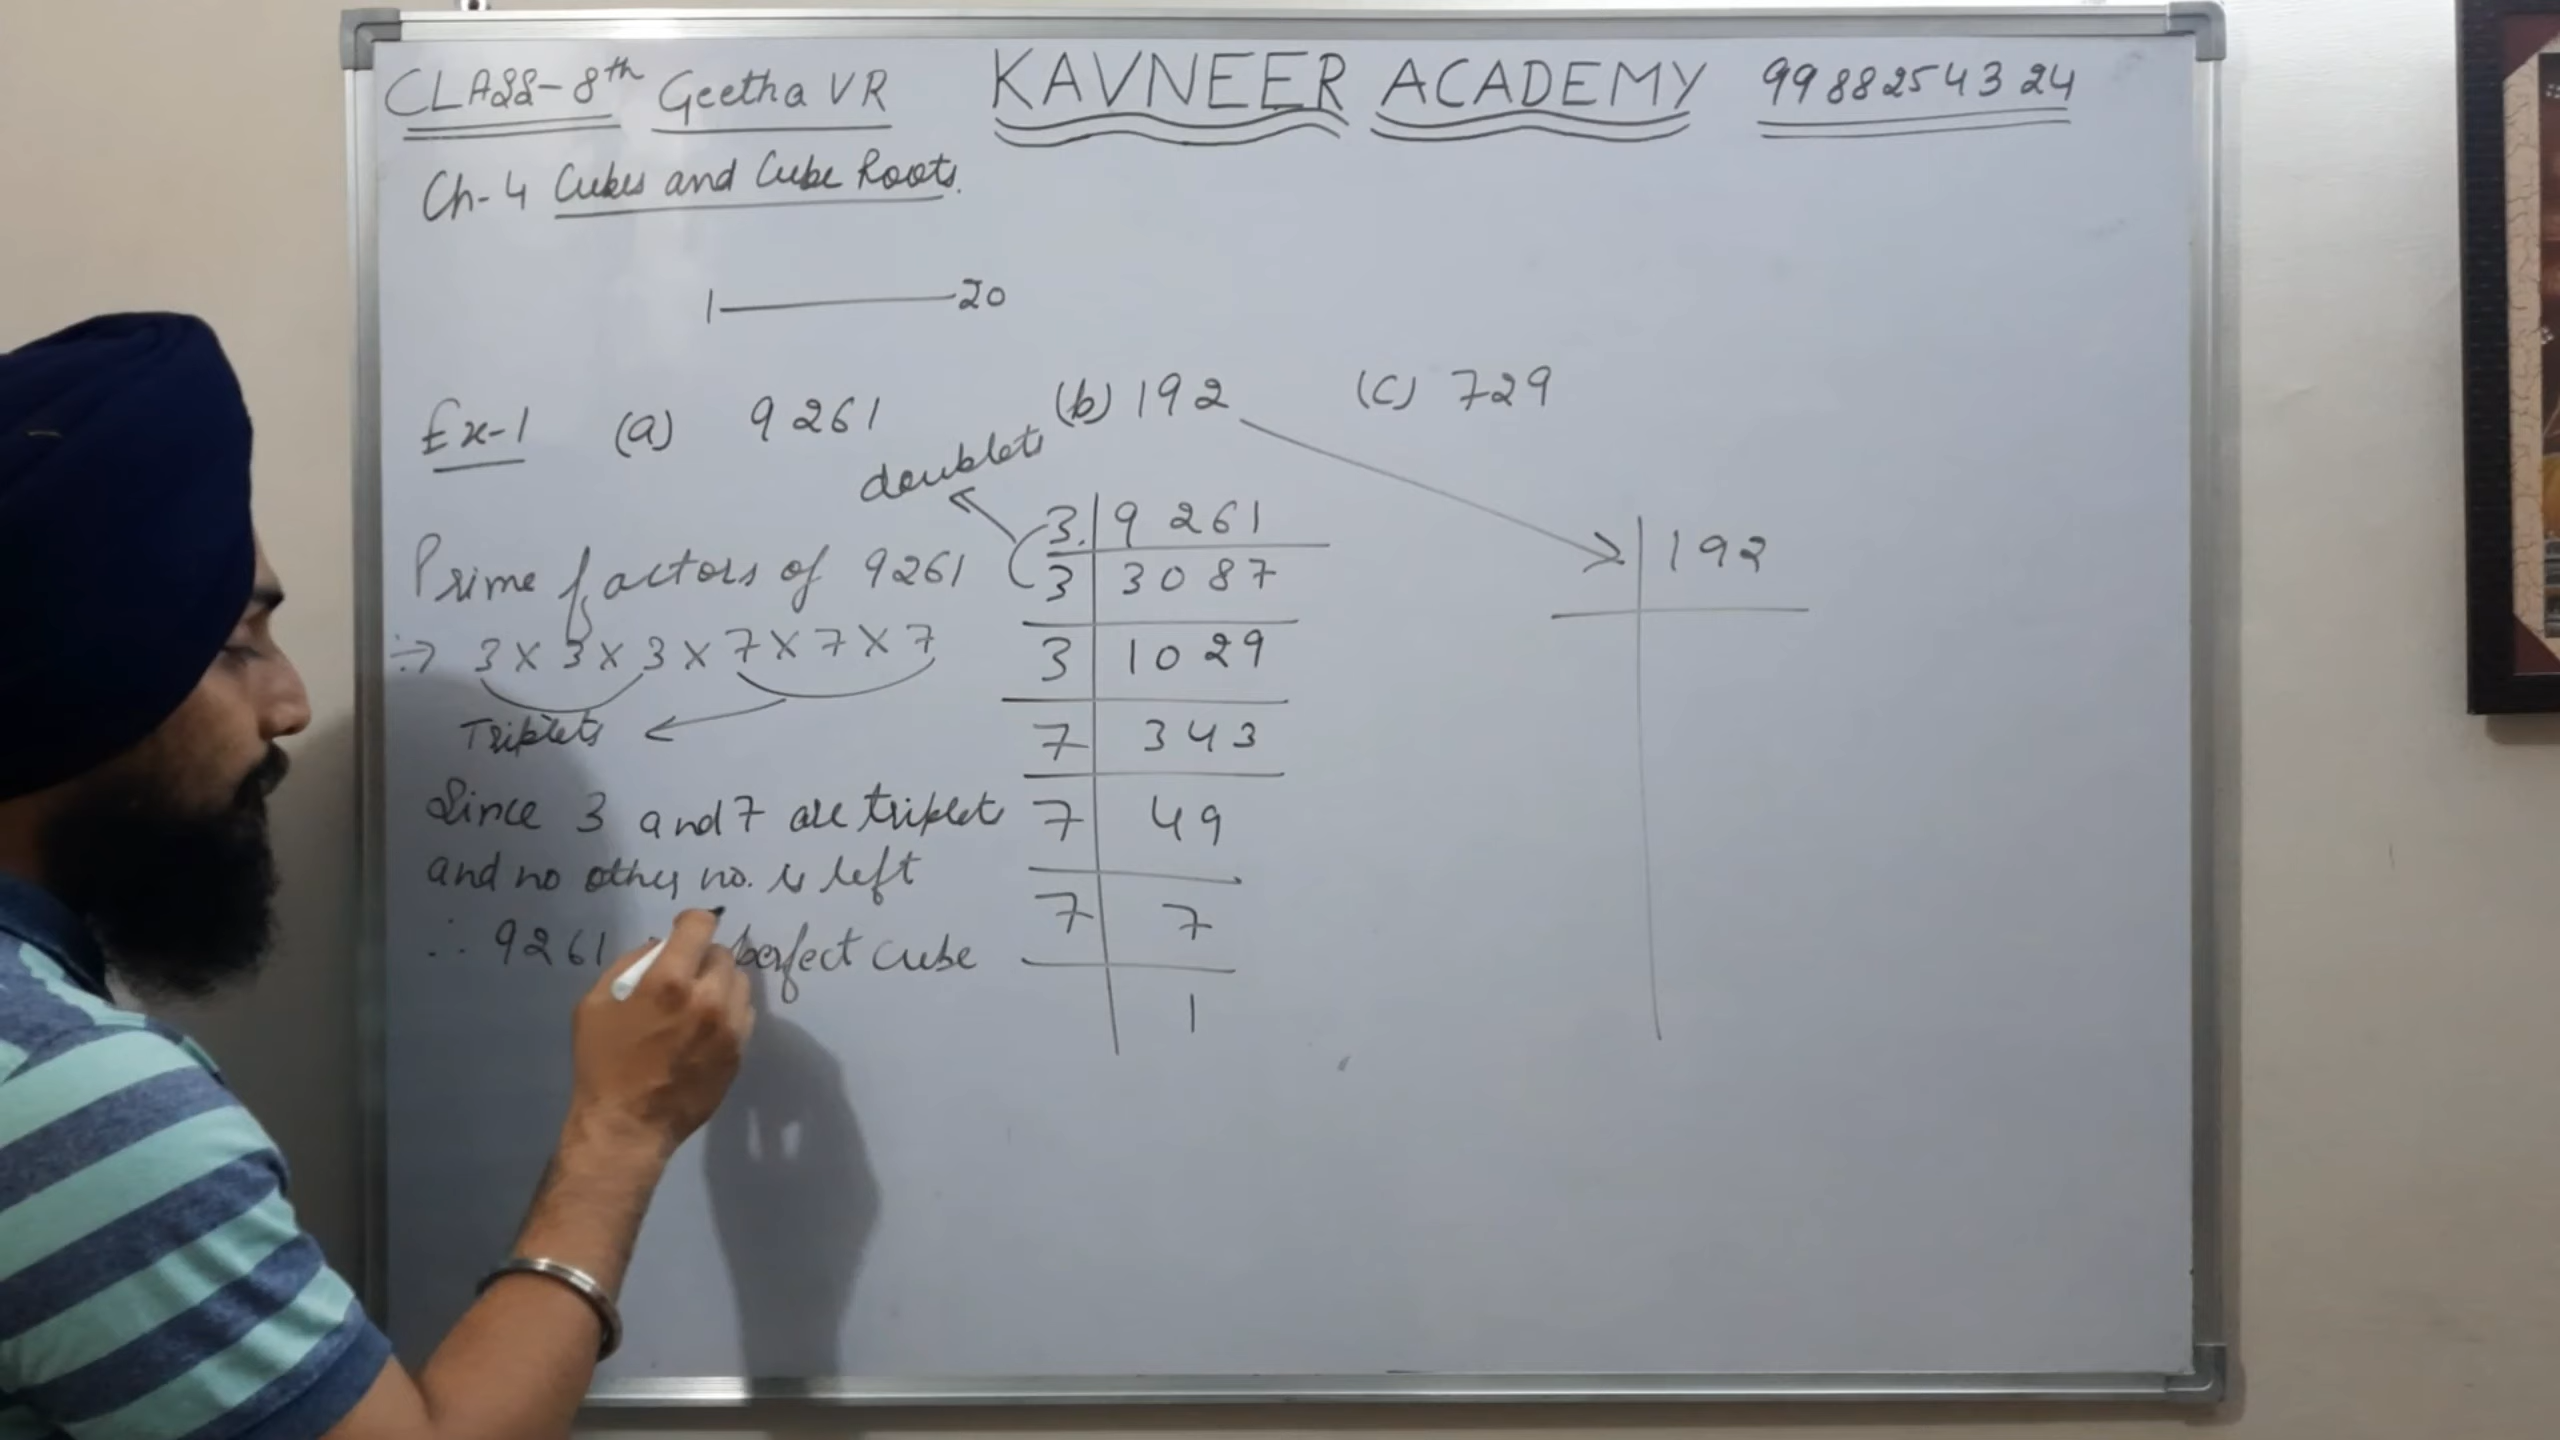 CLASS-8th Geetha VR KAVNEER ACADEMY 9988254324
Ch-4 Cubes and Cube Roots.
1 — 20
Ex-1 (a) 9261 (b) 192 (c) 729
doublets
Prime factors of 9261
⇒ 3 × 3 × 3 × 7 × 7 × 7
Triplets
Since 3 and 7 are triplet
and no other no. is left
∴ 9261 perfect cube
3. | 9261
3 | 3087
3 | 1029
7 | 343
7 | 49
7 | 7
1
192